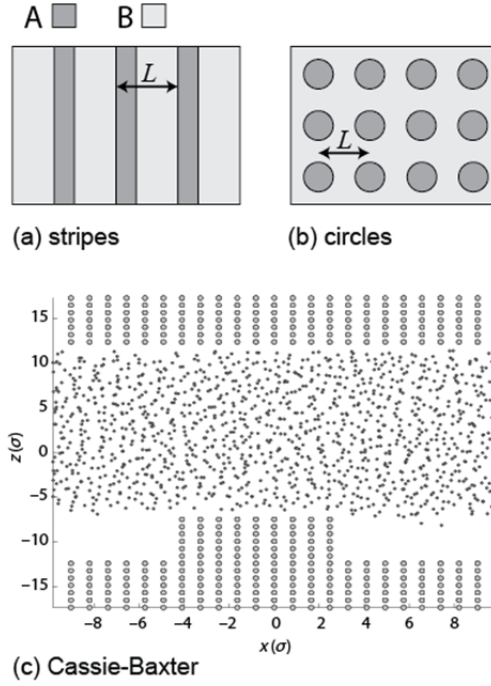 A B
L
(a) stripes
L
(b) circles
z(σ)
15
10
5
0
−5
−10
−15
−8 −6 −4 −2 0 2 4 6 8
x(σ)
(c) Cassie-Baxter